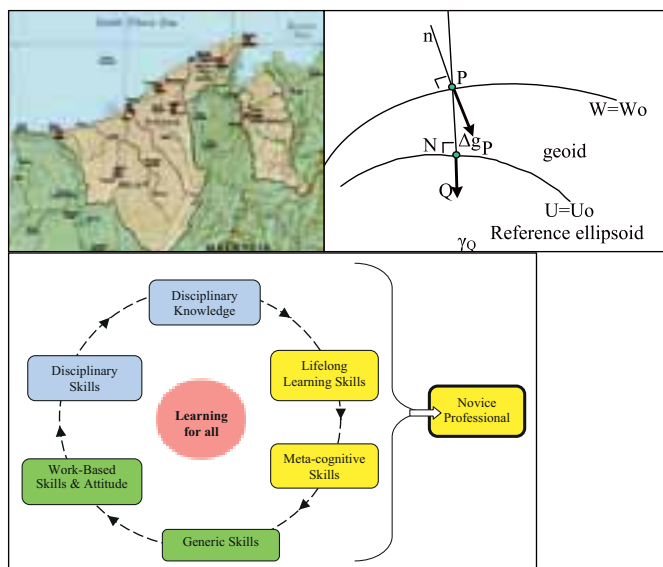 MALAYSIA
n
P
W=Wo
geoid
N
Δg
P
Q
U=Uo
Reference ellipsoid
γQ
Disciplinary
Knowledge
Disciplinary
Skills
Lifelong
Learning Skills
Learning
for all
Novice
Professional
Work-Based
Skills & Attitude
Meta-cognitive
Skills
Generic Skills